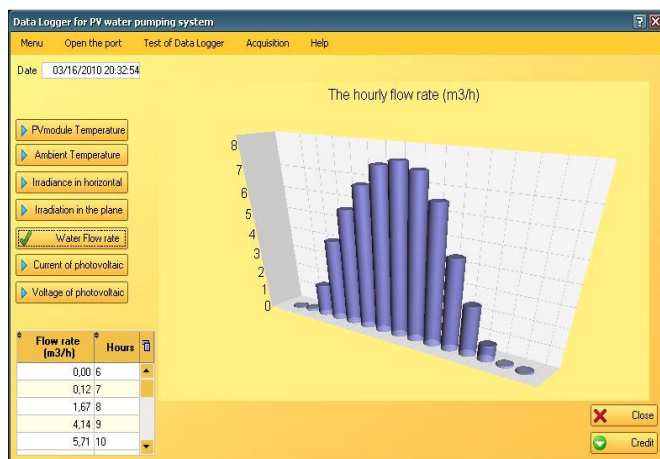 Data Logger for PV water pumping system
Menu Open the port Test of Data Logger Acquisition Help
Date 03/16/2010 20:32:54
The hourly flow rate (m3/h)
PVmodule Temperature
Ambient Temperature
Irradiance in horizontal
Irradiation in the plane
Water Flow rate
Current of photovoltaic
Voltage of photovoltaic
8
7
6
5
4
3
2
1
0
Flow rate (m3/h) Hours
0,00 6
0,12 7
1,67 8
4,14 9
5,71 10
Close
Credit